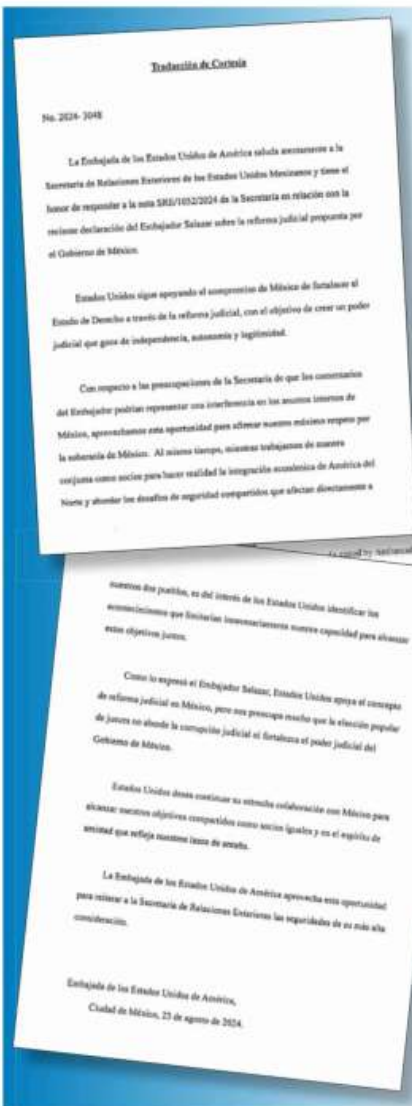 Traducción de Cortesía
No. 2024-3048
La Embajada de los Estados Unidos de América saluda atentamente a la
Secretaría de Relaciones Exteriores de los Estados Unidos Mexicanos y tiene el
honor de responder a la nota SRE/1052/2024 de la Secretaría en relación con la
reciente declaración del Embajador Salazar sobre la reforma judicial propuesta por
el Gobierno de México.
Estados Unidos sigue apoyando el compromiso de México de fortalecer el
Estado de Derecho a través de la reforma judicial, con el objetivo de crear un poder
judicial que goza de independencia, autonomía y legitimidad.
Con respecto a las preocupaciones de la Secretaría de que los comentarios
del Embajador podrían representar una interferencia en los asuntos internos de
México, aprovechamos esta oportunidad para afirmar nuestro máximo respeto por
la soberanía de México. Al mismo tiempo, mientras trabajamos de manera
conjunta como socios para hacer realidad la integración económica de América del
Norte y abordar los desafíos de seguridad compartidos que afectan directamente a
nuestros dos pueblos, es del interés de los Estados Unidos identificar los
acontecimientos que limitarían innecesariamente nuestra capacidad para alcanzar
estos objetivos juntos.
Como lo expresó el Embajador Salazar, Estados Unidos apoya el concepto
de reforma judicial en México, pero nos preocupa mucho que la elección popular
de jueces no aborde la corrupción judicial ni fortalezca el poder judicial del
Gobierno de México.
Estados Unidos desea continuar su estrecha colaboración con México para
alcanzar nuestros objetivos compartidos como socios iguales y en el espíritu de
amistad que refleja nuestros lazos de antaño.
La Embajada de los Estados Unidos de América aprovecha esta oportunidad
para reiterar a la Secretaría de Relaciones Exteriores las seguridades de su más alta
consideración.
Embajada de los Estados Unidos de América,
Ciudad de México, 23 de agosto de 2024.